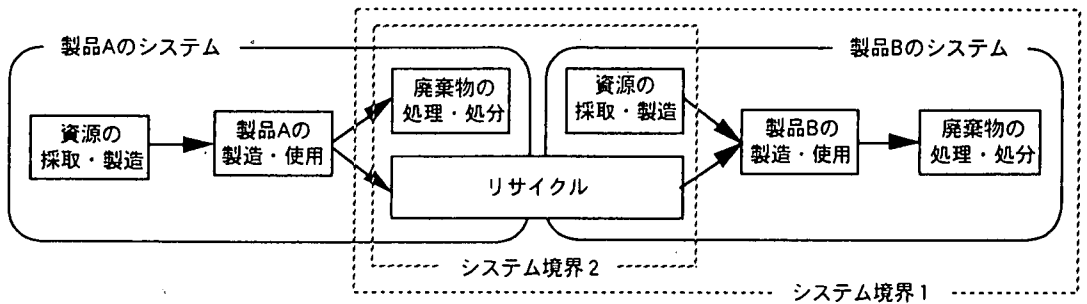 製品Aのシステム
製品Bのシステム
資源の
採取・製造
製品Aの
製造・使用
廃棄物の
処理・処分
リサイクル
資源の
採取・製造
製品Bの
製造・使用
廃棄物の
処理・処分
システム境界2
システム境界1